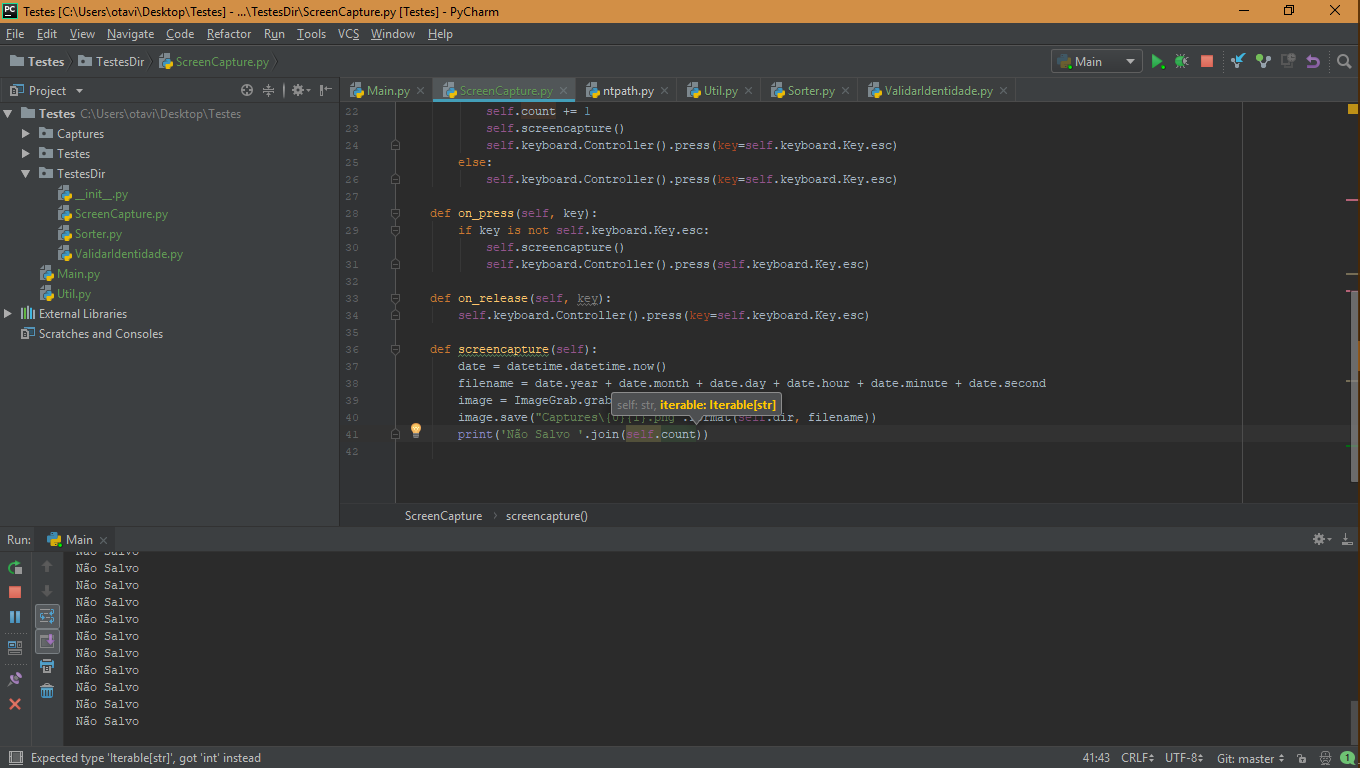 PC Testes [C:\Users\otavi\Desktop\Testes] - ...\TestesDir\ScreenCapture.py [Testes] - PyCharm
File Edit View Navigate Code Refactor Run Tools VCS Window Help
Testes TestesDir ScreenCapture.py Main
Project Main.py ScreenCapture.py ntpath.py Util.py Sorter.py ValidarIdentidade.py
Testes C:\Users\otavi\Desktop\Testes
Captures
Testes
TestesDir
__init__.py
ScreenCapture.py
Sorter.py
ValidarIdentidade.py
Main.py
Util.py
External Libraries
Scratches and Consoles
22 self.count += 1
23 self.screencapture()
24 self.keyboard.Controller().press(key=self.keyboard.Key.esc)
25 else:
26 self.keyboard.Controller().press(key=self.keyboard.Key.esc)
27
28 def on_press(self, key):
29 if key is not self.keyboard.Key.esc:
30 self.screencapture()
31 self.keyboard.Controller().press(self.keyboard.Key.esc)
32
33 def on_release(self, key):
34 self.keyboard.Controller().press(key=self.keyboard.Key.esc)
35
36 def screencapture(self):
37 date = datetime.datetime.now()
38 filename = date.year + date.month + date.day + date.hour + date.minute + date.second
39 image = ImageGrab.grab
self: str, iterable: Iterable[str]
40 image.save("Captures\{0}{1}.png".format(self.dir, filename))
41 print('Não Salvo '.join(self.count))
42
ScreenCapture screencapture()
Run: Main
Não Salvo
Não Salvo
Não Salvo
Não Salvo
Não Salvo
Não Salvo
Não Salvo
Não Salvo
Não Salvo
Não Salvo
Não Salvo
Expected type 'Iterable[str]', got 'int' instead 41:43 CRLF UTF-8 Git: master 1